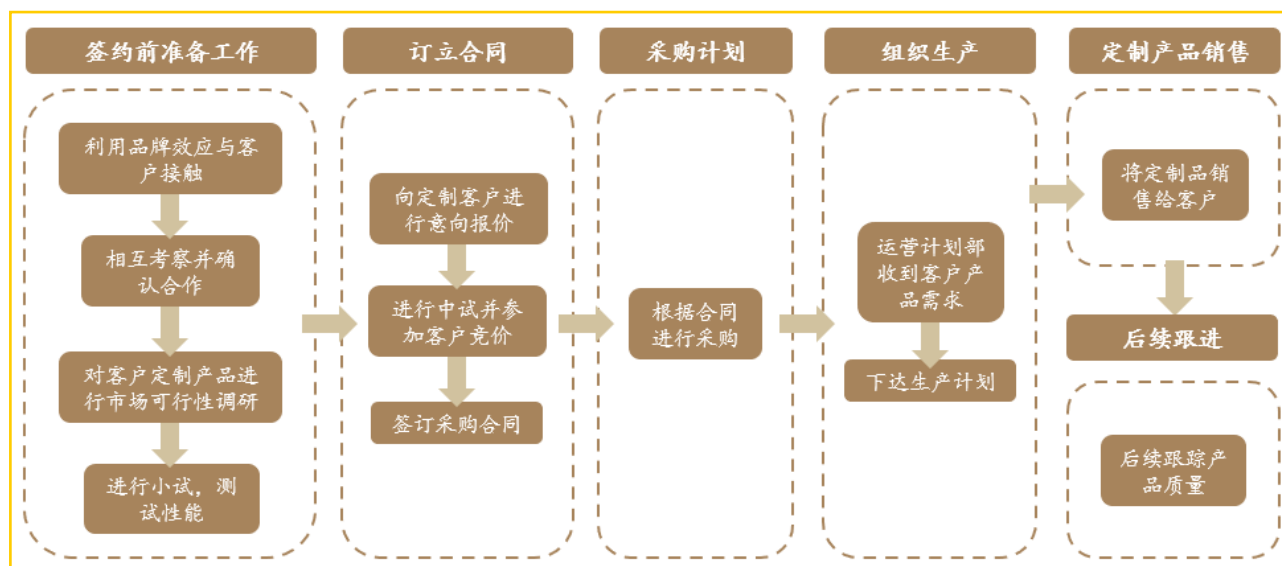 签约前准备工作
利用品牌效应与客
户接触
相互考察并确
认合作
对客户定制产品进
行市场可行性调研
进行小试，测
试性能
订立合同
向定制客户进
行意向报价
进行中试并参
加客户竞价
签订采购合同
采购计划
根据合同
进行采购
组织生产
运营计划部
收到客户产
品需求
下达生产计划
定制产品销售
将定制品销
售给客户
后续跟进
后续跟踪产
品质量